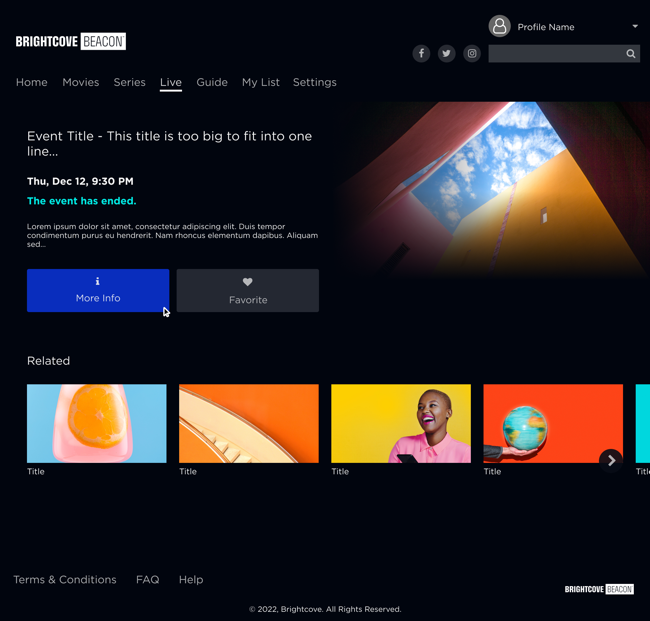 Profile Name
BRIGHTCOVE BEACON
Home Movies Series Live Guide My List Settings
Event Title - This title is too big to fit into one
line...
Thu, Dec 12, 9:30 PM
The event has ended.
Lorem ipsum dolor sit amet, consectetur adipiscing elit. Duis tempor
condimentum purus eu hendrerit. Nam rhoncus elementum dapibus. Aliquam
sed...
More Info
Favorite
Related
Title Title Title Title Title
Terms & Conditions FAQ Help
BRIGHTCOVE BEACON
© 2022, Brightcove. All Rights Reserved.